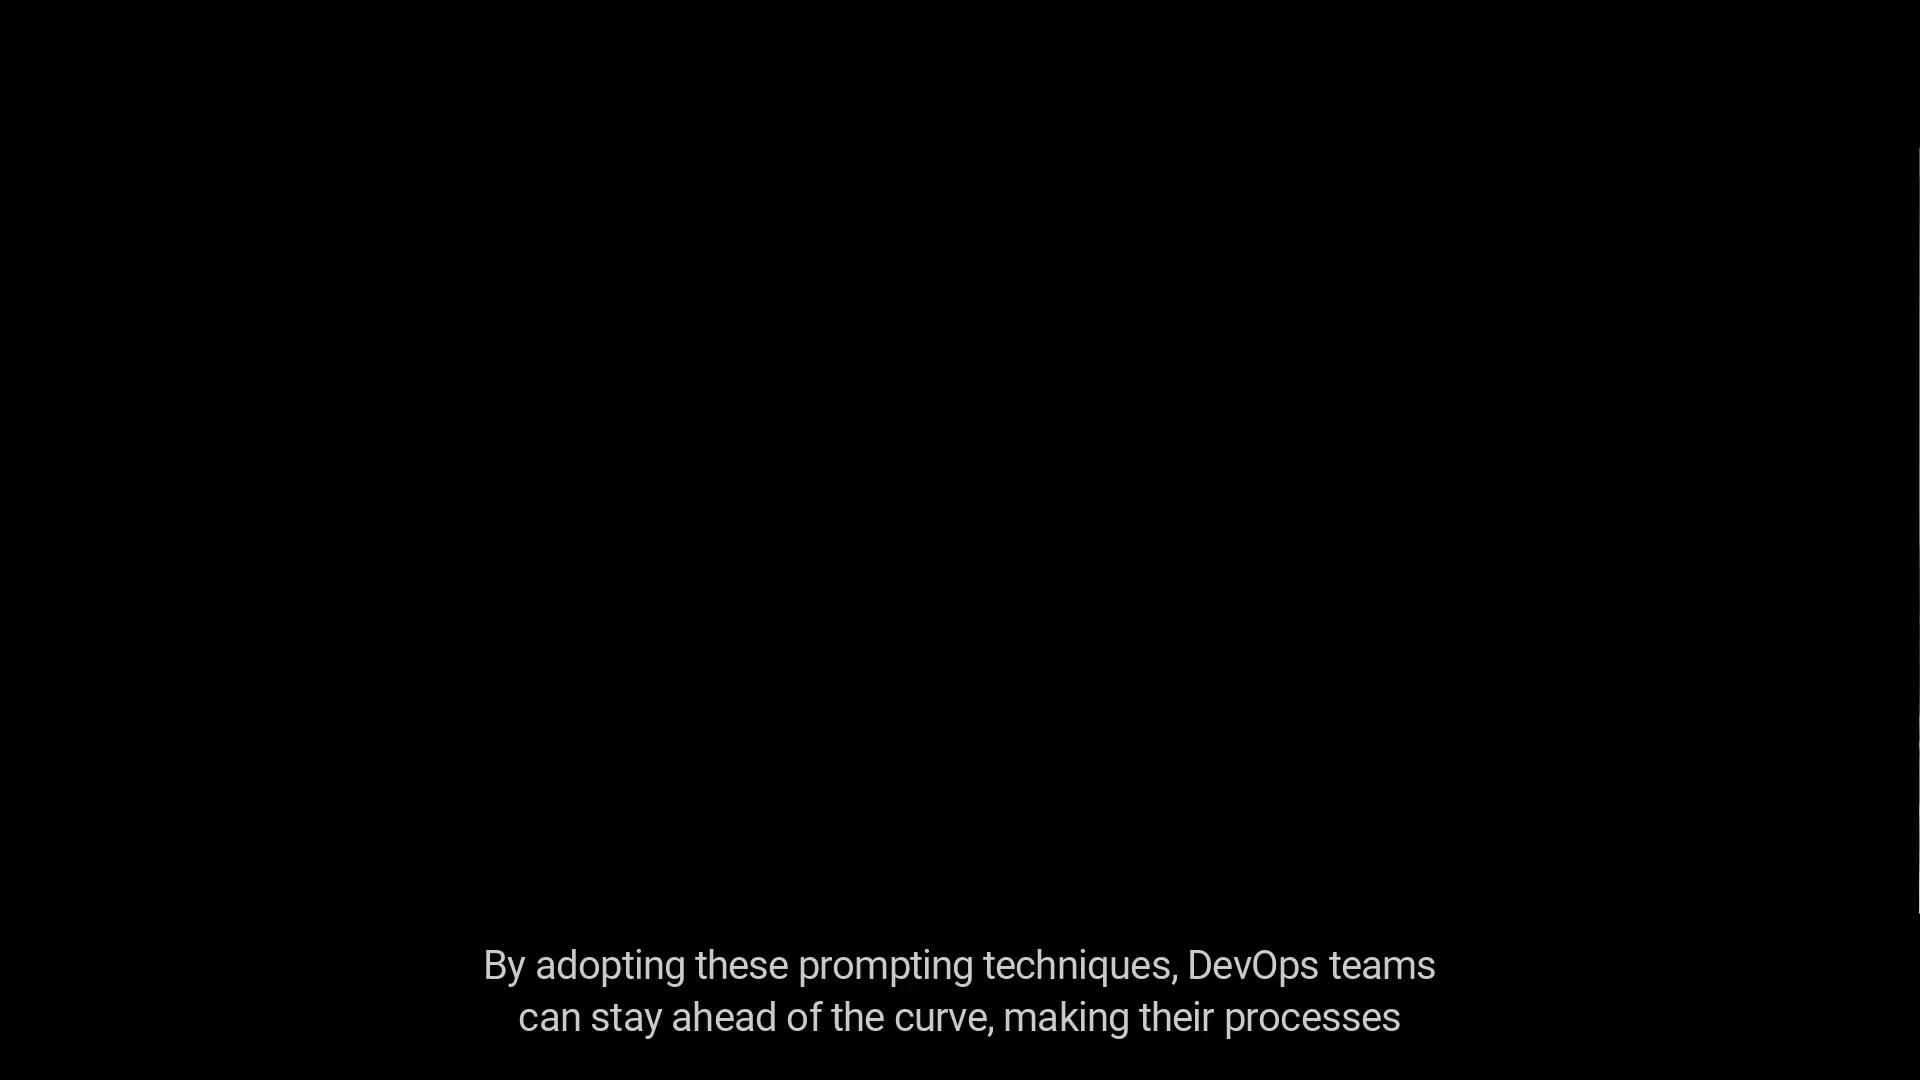 By adopting these prompting techniques, DevOps teams
can stay ahead of the curve, making their processes